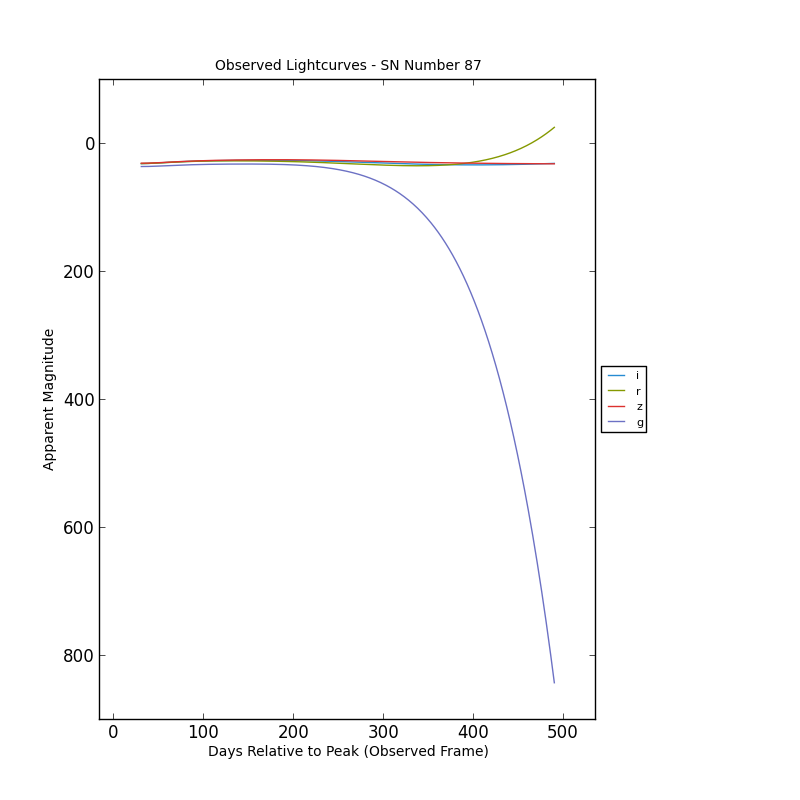 Observed Lightcurves - SN Number 87
0
200
400
600
800
Apparent Magnitude
0 100 200 300 400 500
Days Relative to Peak (Observed Frame)
i
r
z
g